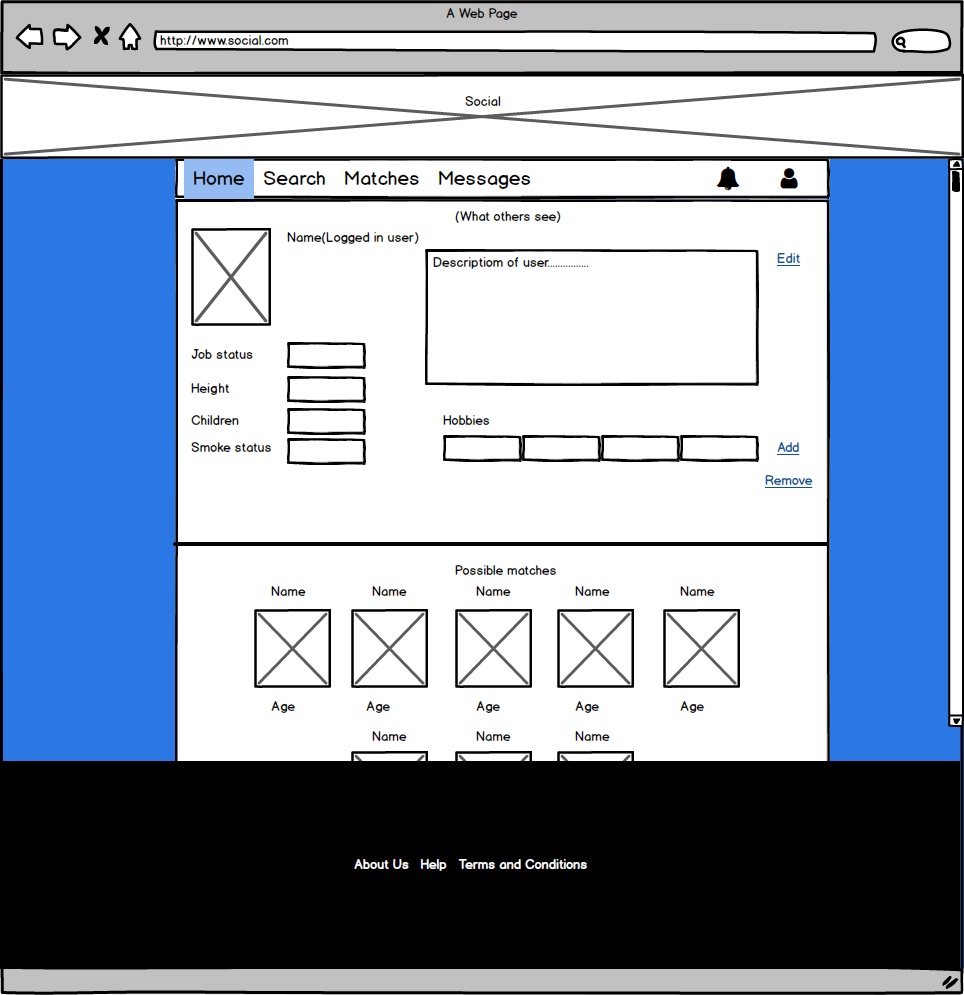 A Web Page
http://www.social.com
Social
Home Search Matches Messages
(What others see)
Name(Logged in user)
Descriptiom of user................
Edit
Job status
Height
Children
Hobbies
Smoke status
Add
Remove
Possible matches
Name Name Name Name Name
Age Age Age Age Age
Name Name Name
About Us Help Terms and Conditions